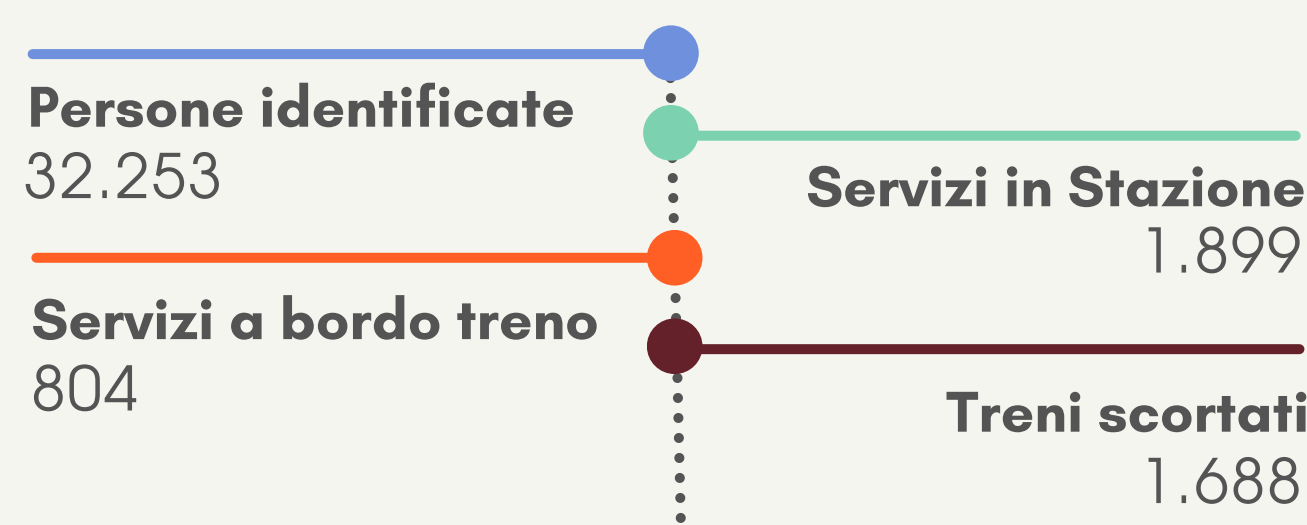 Persone identificate
32.253
Servizi in Stazione
1.899
Servizi a bordo treno
804
Treni scortati
1.688